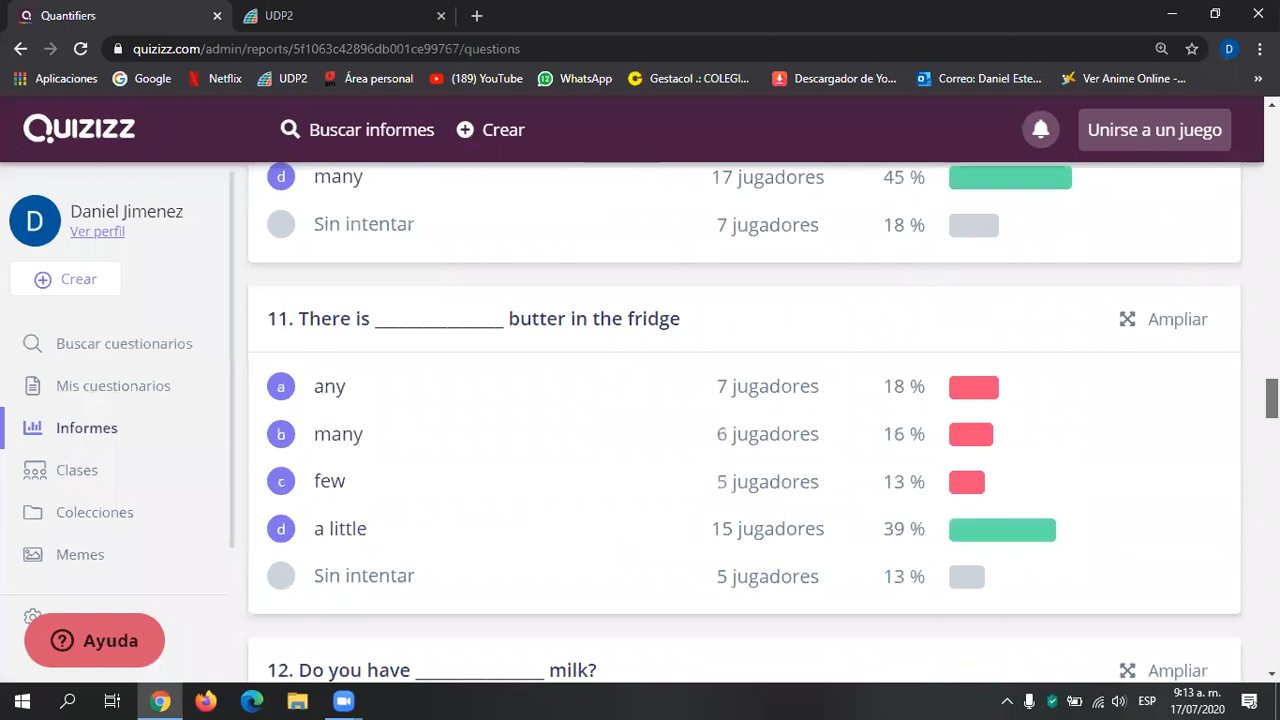 Quantifiers
UDP2
quizizz.com/admin/reports/5f1063c42896db001ce99767/questions
D
Aplicaciones
Google
Netflix
UDP2
Área personal
(189) YouTube
12
WhatsApp
Gestacol .: COLEGI...
Descargador de Yo...
Correo: Daniel Este...
Ver Anime Online -...
»
QUIZIZZ
Buscar informes
Crear
Unirse a un juego
D
Daniel Jimenez
Ver perfil
Crear
Buscar cuestionarios
Mis cuestionarios
Informes
Clases
Colecciones
Memes
Ayuda
d many 17 jugadores 45 %
Sin intentar 7 jugadores 18 %
11. There is _______________ butter in the fridge
Ampliar
a any 7 jugadores 18 %
b many 6 jugadores 16 %
c few 5 jugadores 13 %
d a little 15 jugadores 39 %
Sin intentar 5 jugadores 13 %
12. Do you have _______________ milk?
Ampliar
ESP
9:13 a. m.
17/07/2020